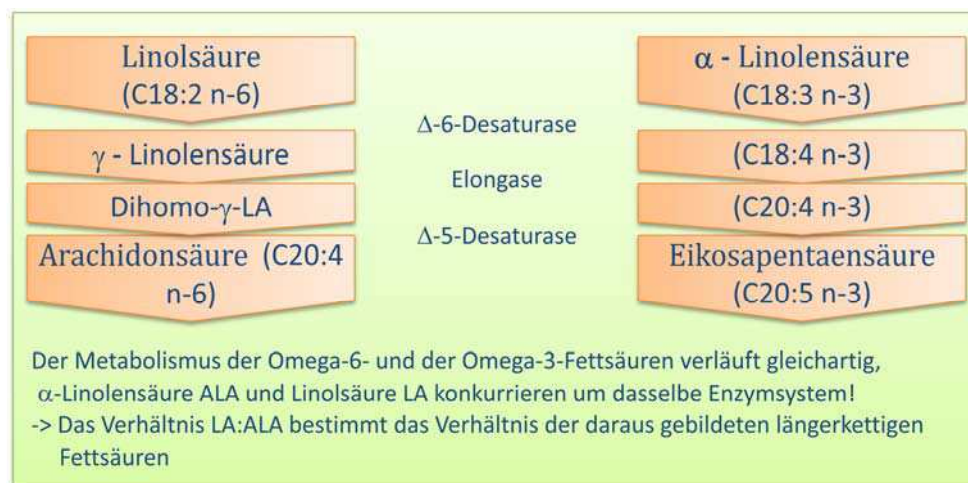 Linolsäure
(C18:2 n-6)
γ - Linolensäure
Dihomo-γ-LA
Arachidonsäure (C20:4
n-6)
Δ-6-Desaturase
Elongase
Δ-5-Desaturase
α - Linolensäure
(C18:3 n-3)
(C18:4 n-3)
(C20:4 n-3)
Eikosapentaensäure
(C20:5 n-3)
Der Metabolismus der Omega-6- und der Omega-3-Fettsäuren verläuft gleichartig,
α-Linolensäure ALA und Linolsäure LA konkurrieren um dasselbe Enzymsystem!
-> Das Verhältnis LA:ALA bestimmt das Verhältnis der daraus gebildeten längerkettigen
Fettsäuren